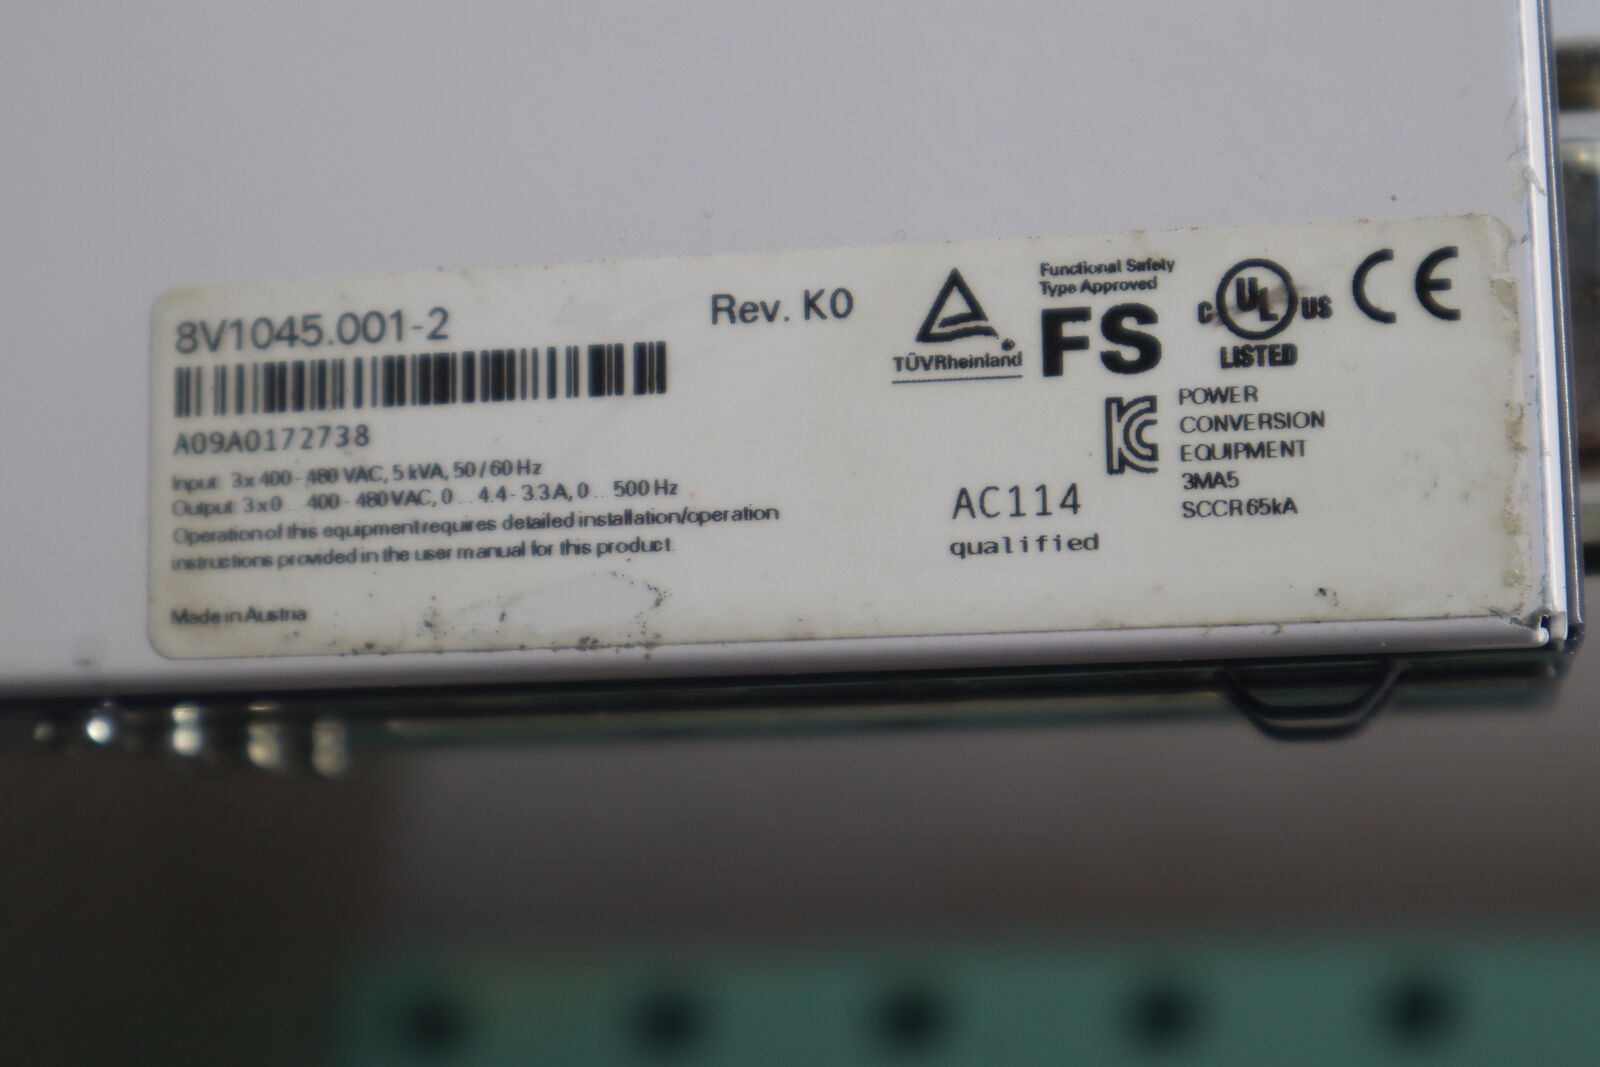 8V1045.001-2
Rev. K0
A09A0172738
Input: 3 x 400 - 480 VAC, 5 kVA, 50 / 60 Hz
Output: 3 x 0 ... 400 - 480 VAC, 0 ... 4.4 - 3.3 A, 0 ... 500 Hz
Operation of this equipment requires detailed installation/operation
instructions provided in the user manual for this product.
Made in Austria
TÜVRheinland
Functional Safety
Type Approved
FS
C UL US
LISTED
CE
KC
POWER
CONVERSION
EQUIPMENT
3MA5
SCCR 65kA
AC114
qualified